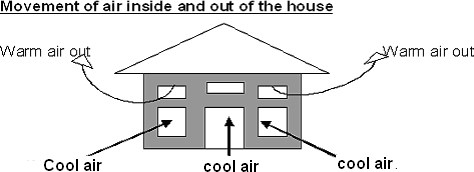 Movement of air inside and out of the house
Warm air out
Warm air out
Cool air
cool air
cool air.